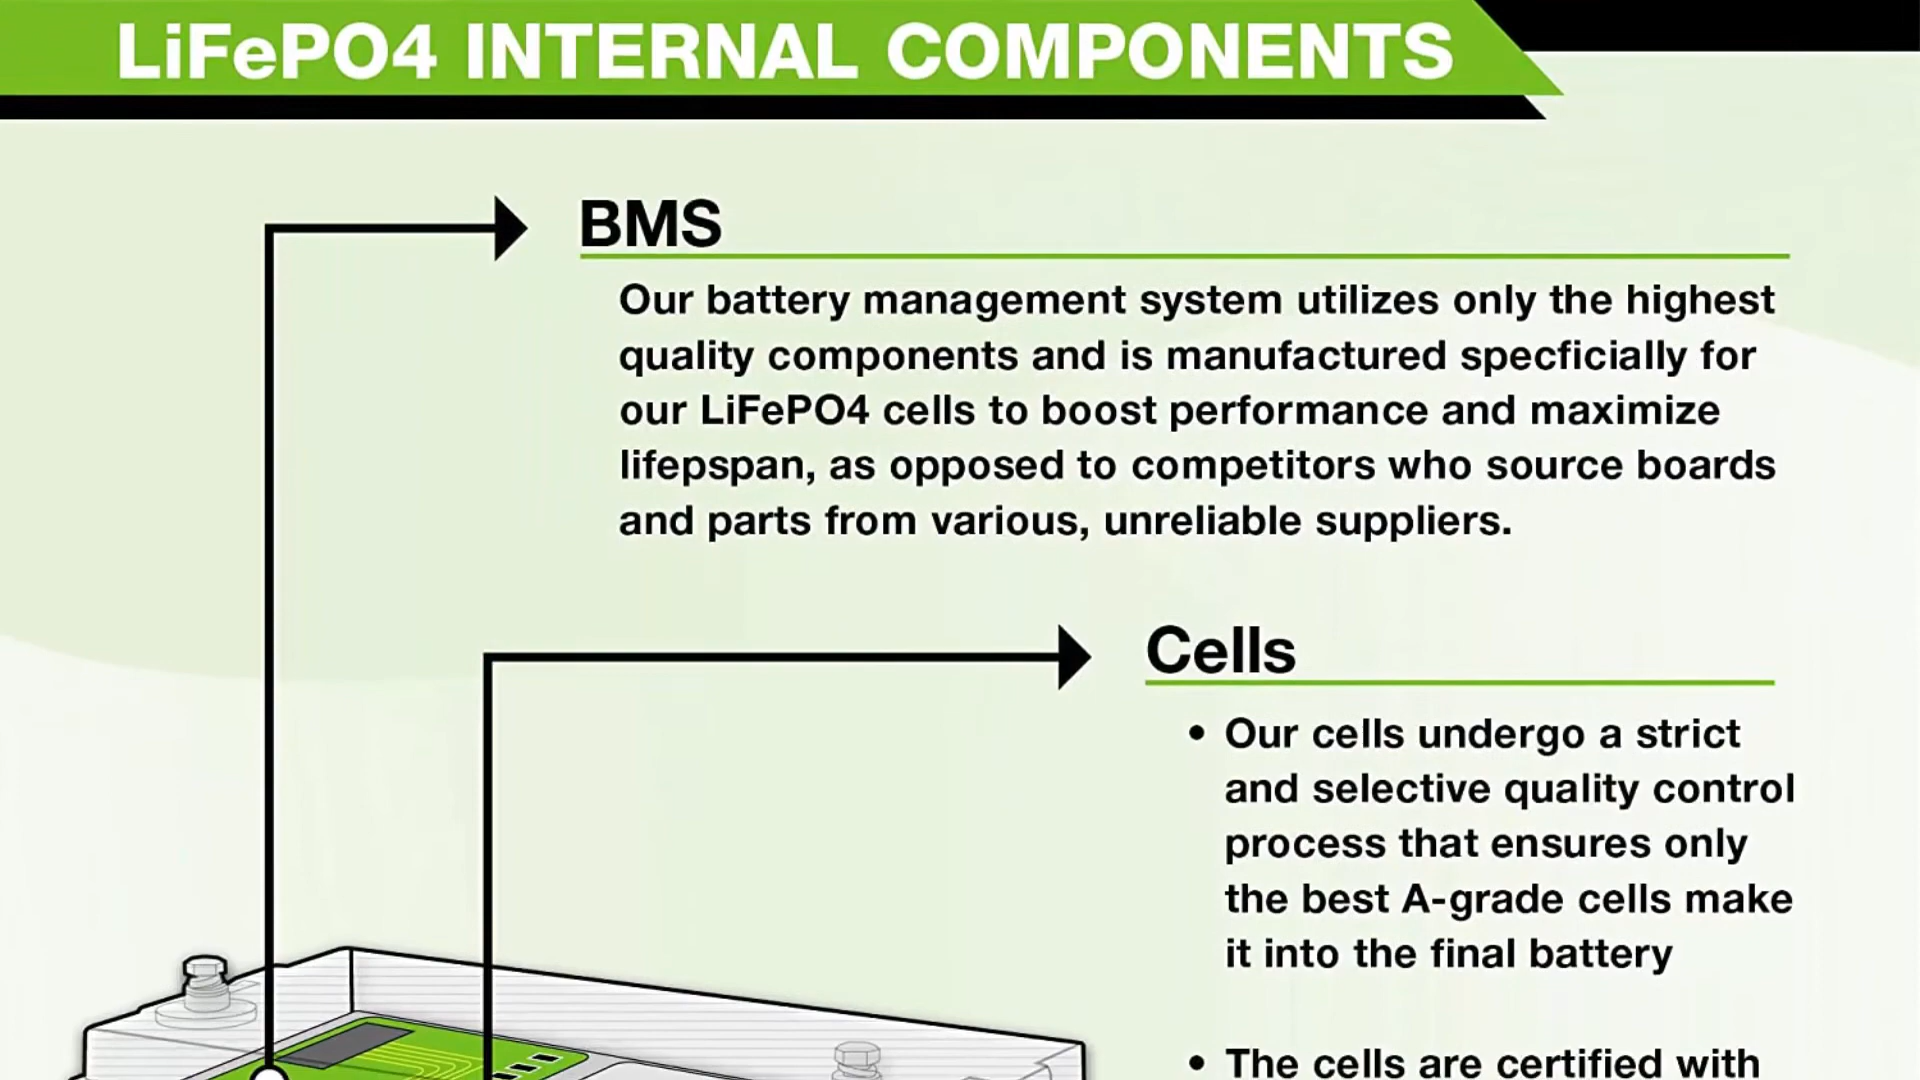 LiFePO4 INTERNAL COMPONENTS
BMS
Our battery management system utilizes only the highest
quality components and is manufactured specficially for
our LiFePO4 cells to boost performance and maximize
lifepspan, as opposed to competitors who source boards
and parts from various, unreliable suppliers.
Cells
• Our cells undergo a strict
and selective quality control
process that ensures only
the best A-grade cells make
it into the final battery
• The cells are certified with